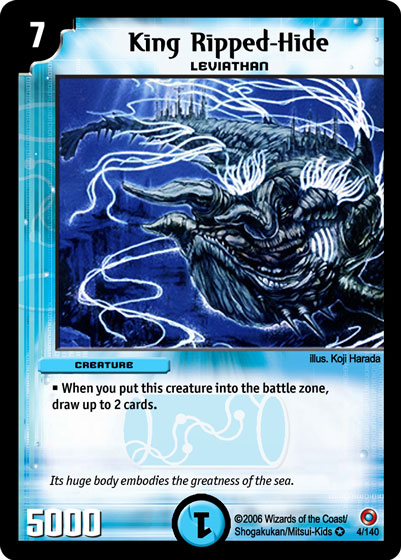 7
King Ripped-Hide
LEVIATHAN
illus. Koji Harada
CREATURE
▪ When you put this creature into the battle zone,
draw up to 2 cards.
Its huge body embodies the greatness of the sea.
5000
1
©2006 Wizards of the Coast/
Shogakukan/Mitsui-Kids ✪
4/140